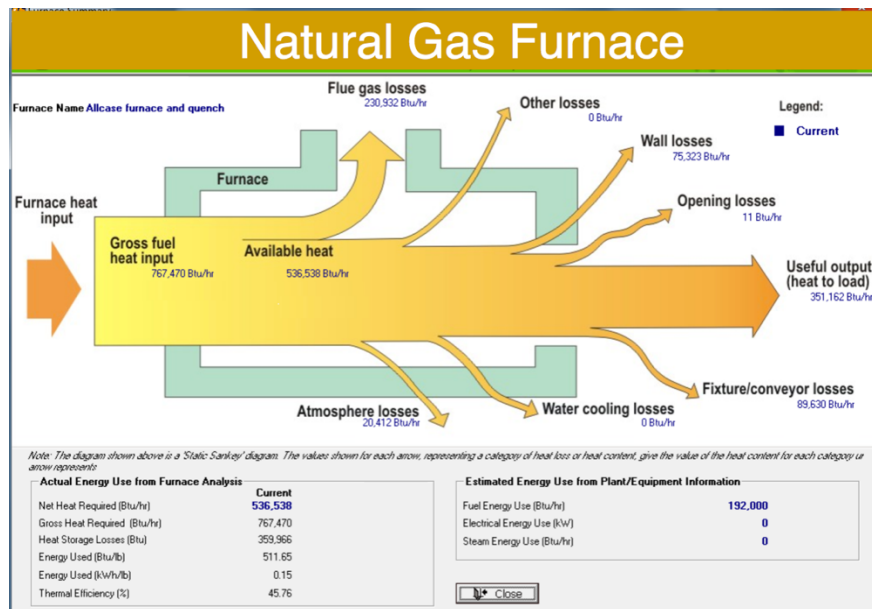 Natural Gas Furnace
Furnace Name Allcase furnace and quench
Flue gas losses
230,932 Btu/hr
Other losses
0 Btu/hr
Legend:
Current
Wall losses
75,323 Btu/hr
Furnace
Furnace heat
input
Opening losses
11 Btu/hr
Gross fuel
heat input
767,470 Btu/hr
Available heat
536,538 Btu/hr
Useful output
(heat to load)
351,162 Btu/hr
Fixture/conveyor losses
89,630 Btu/hr
Atmosphere losses
20,412 Btu/hr
Water cooling losses
0 Btu/hr
Note: The diagram shown above is a 'Static Sankey' diagram. The values shown for each arrow, representing a category of heat loss or heat content, give the value of the heat content for each category
arrow represents
Actual Energy Use from Furnace Analysis
Current
Net Heat Required (Btu/hr) 536,538
Gross Heat Required (Btu/hr) 767,470
Heat Storage Losses (Btu) 359,966
Energy Used (Btu/lb) 511.65
Energy Used (kWh/lb) 0.15
Thermal Efficiency (%) 45.76
Estimated Energy Use from Plant/Equipment Information
Fuel Energy Use (Btu/hr) 192,000
Electrical Energy Use (kW) 0
Steam Energy Use (Btu/hr) 0
Close